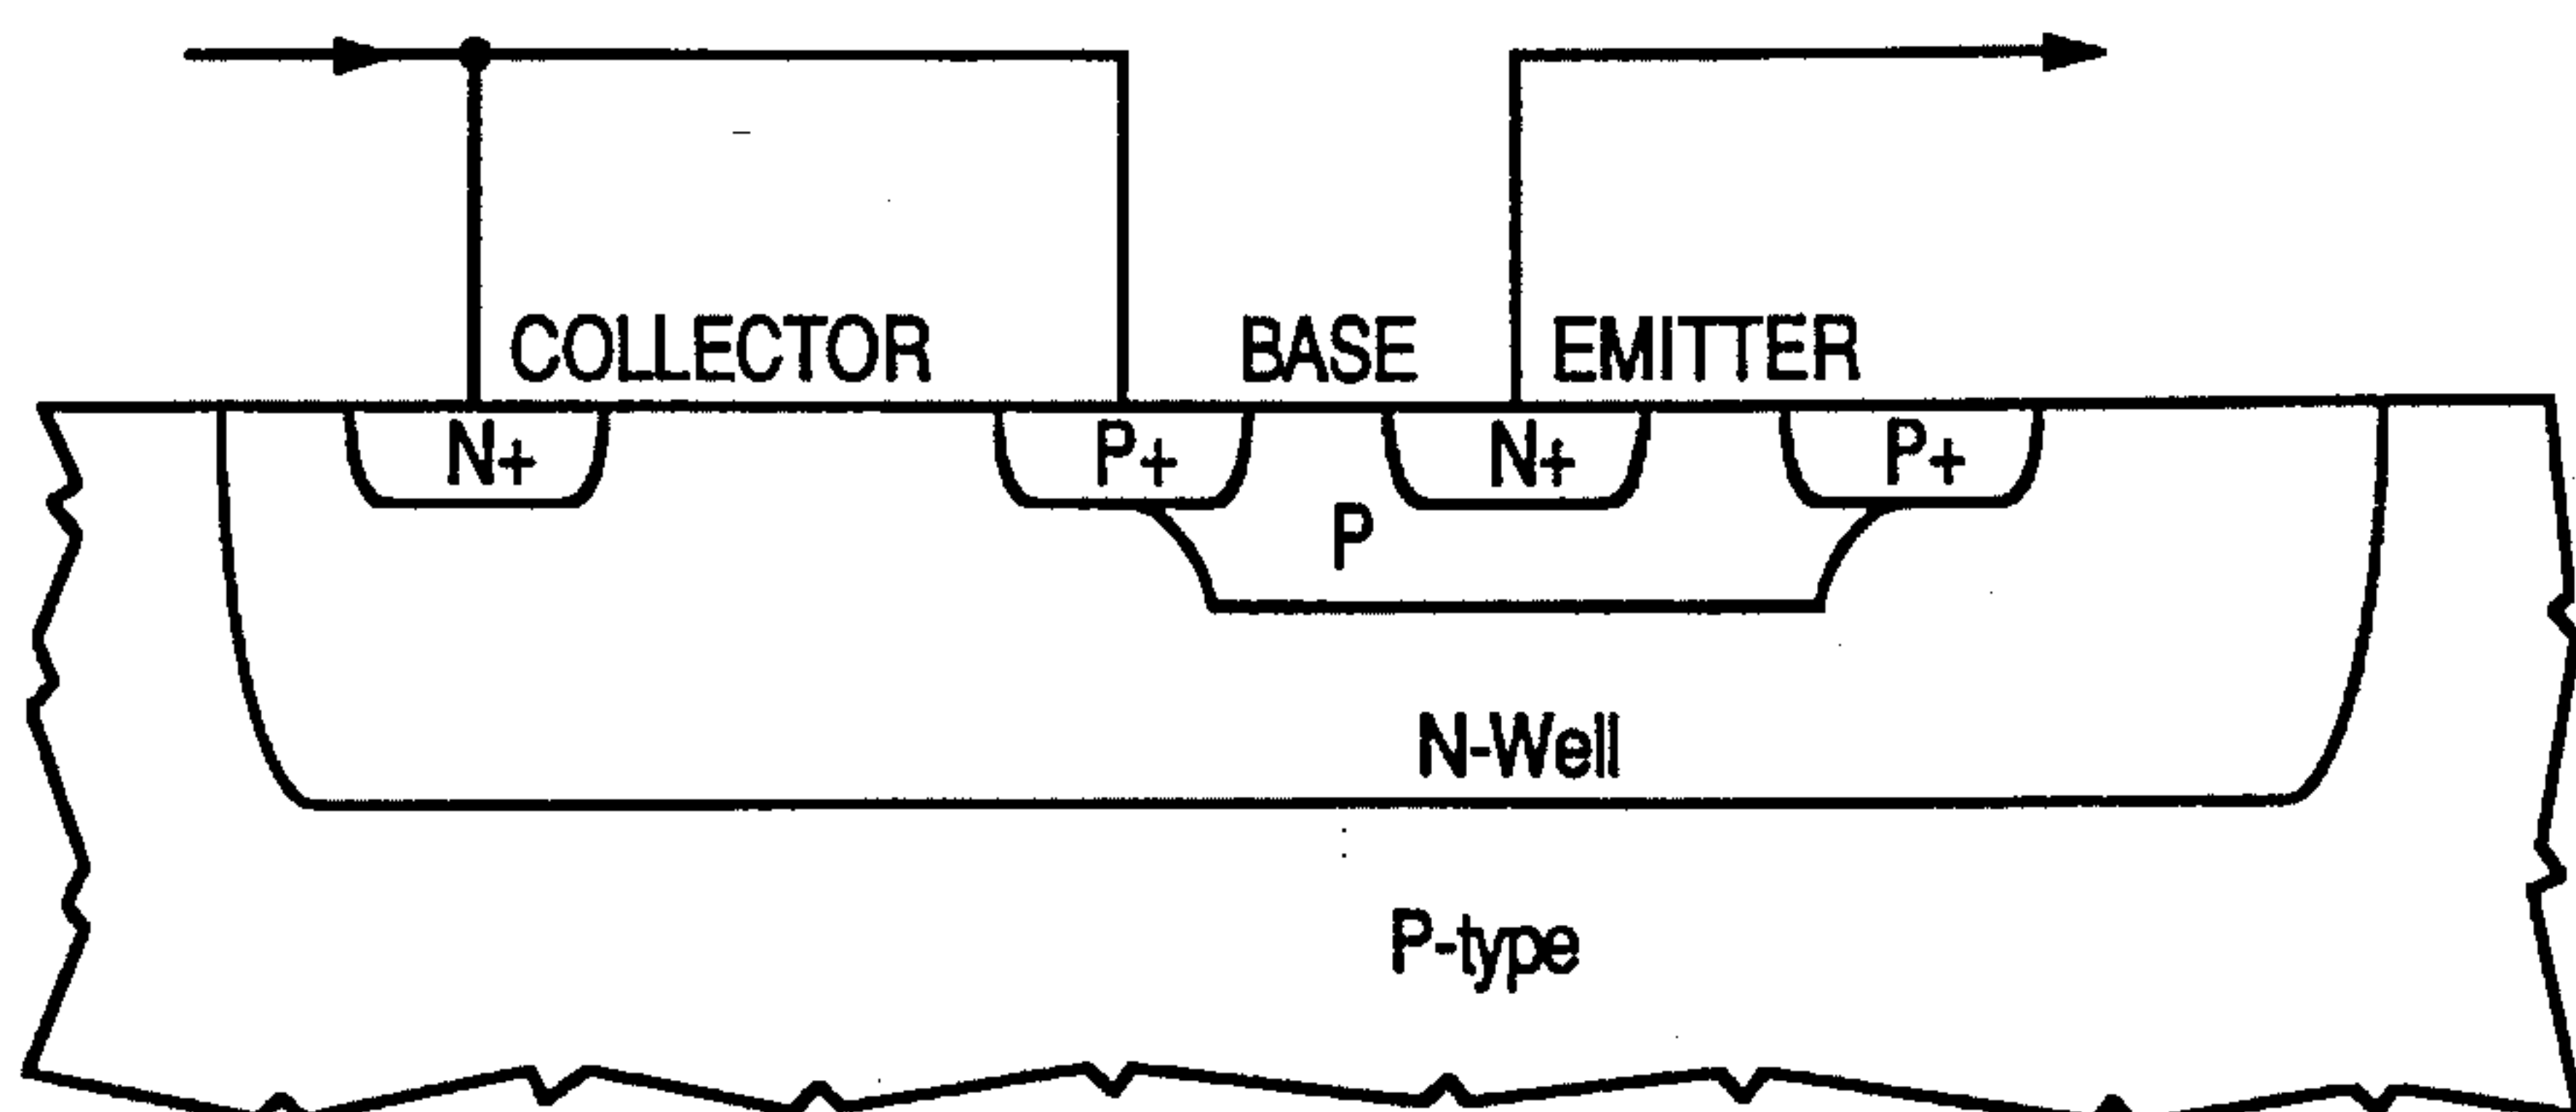 COLLECTOR BASE EMITTER
N+ P+ N+ P+
P
N-Well
P-type